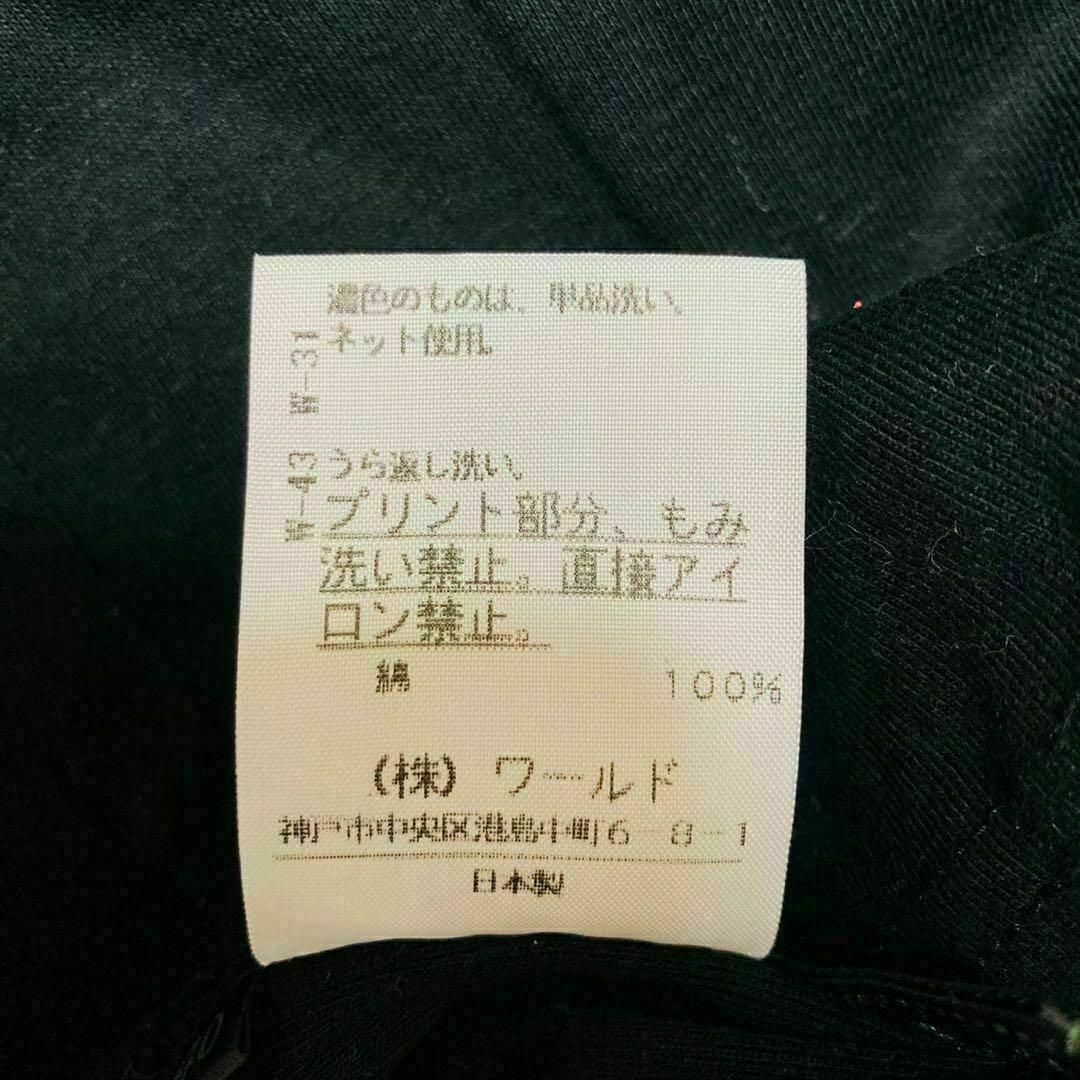 濃色のものは、単品洗い。
ネット使用。
W-31
うら返し洗い。
W-43
プリント部分、もみ
洗い禁止。直接アイ
ロン禁止。
綿 100%
(株) ワールド
神戸市中央区港島中町6-8-1
日本製